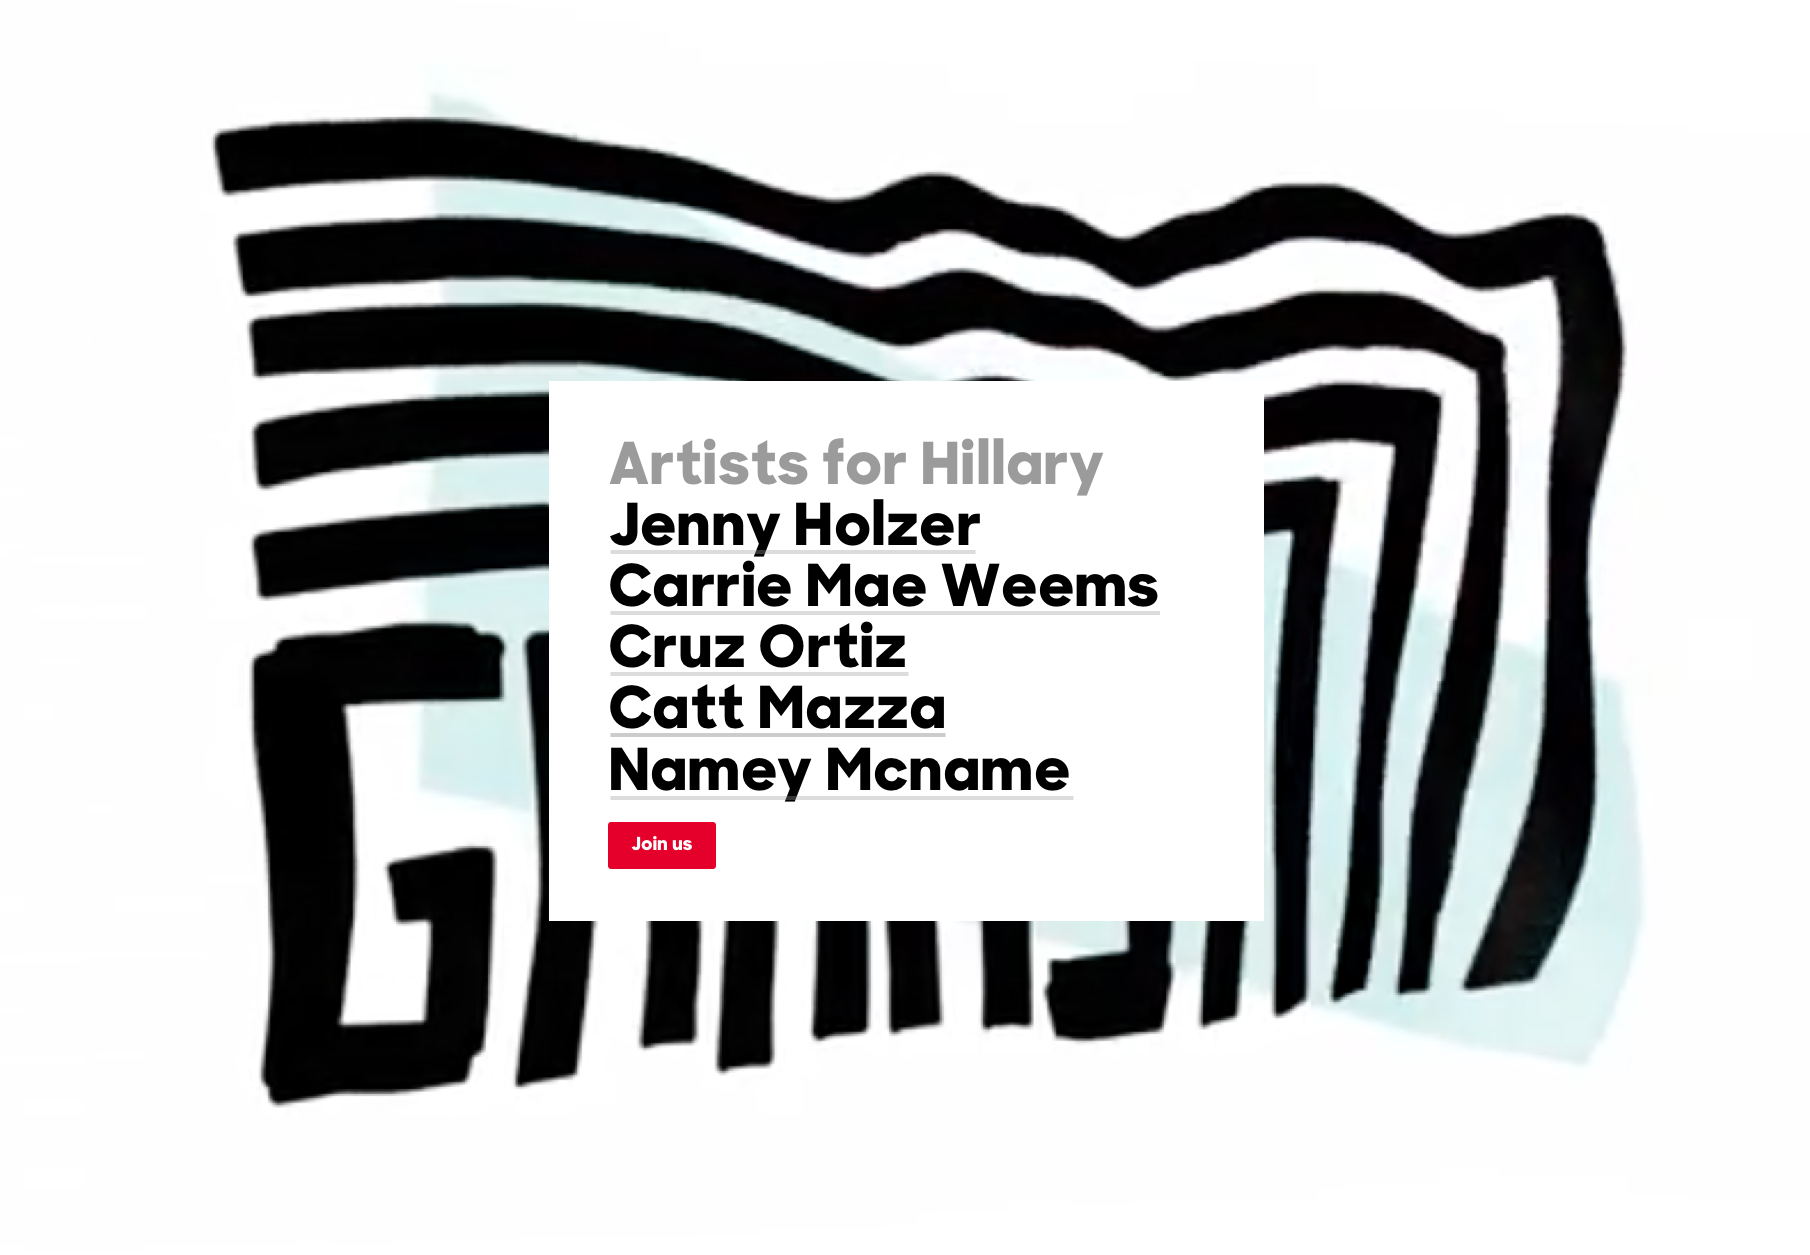 Artists for Hillary
Jenny Holzer
Carrie Mae Weems
Cruz Ortiz
Catt Mazza
Namey Mcname
Join us